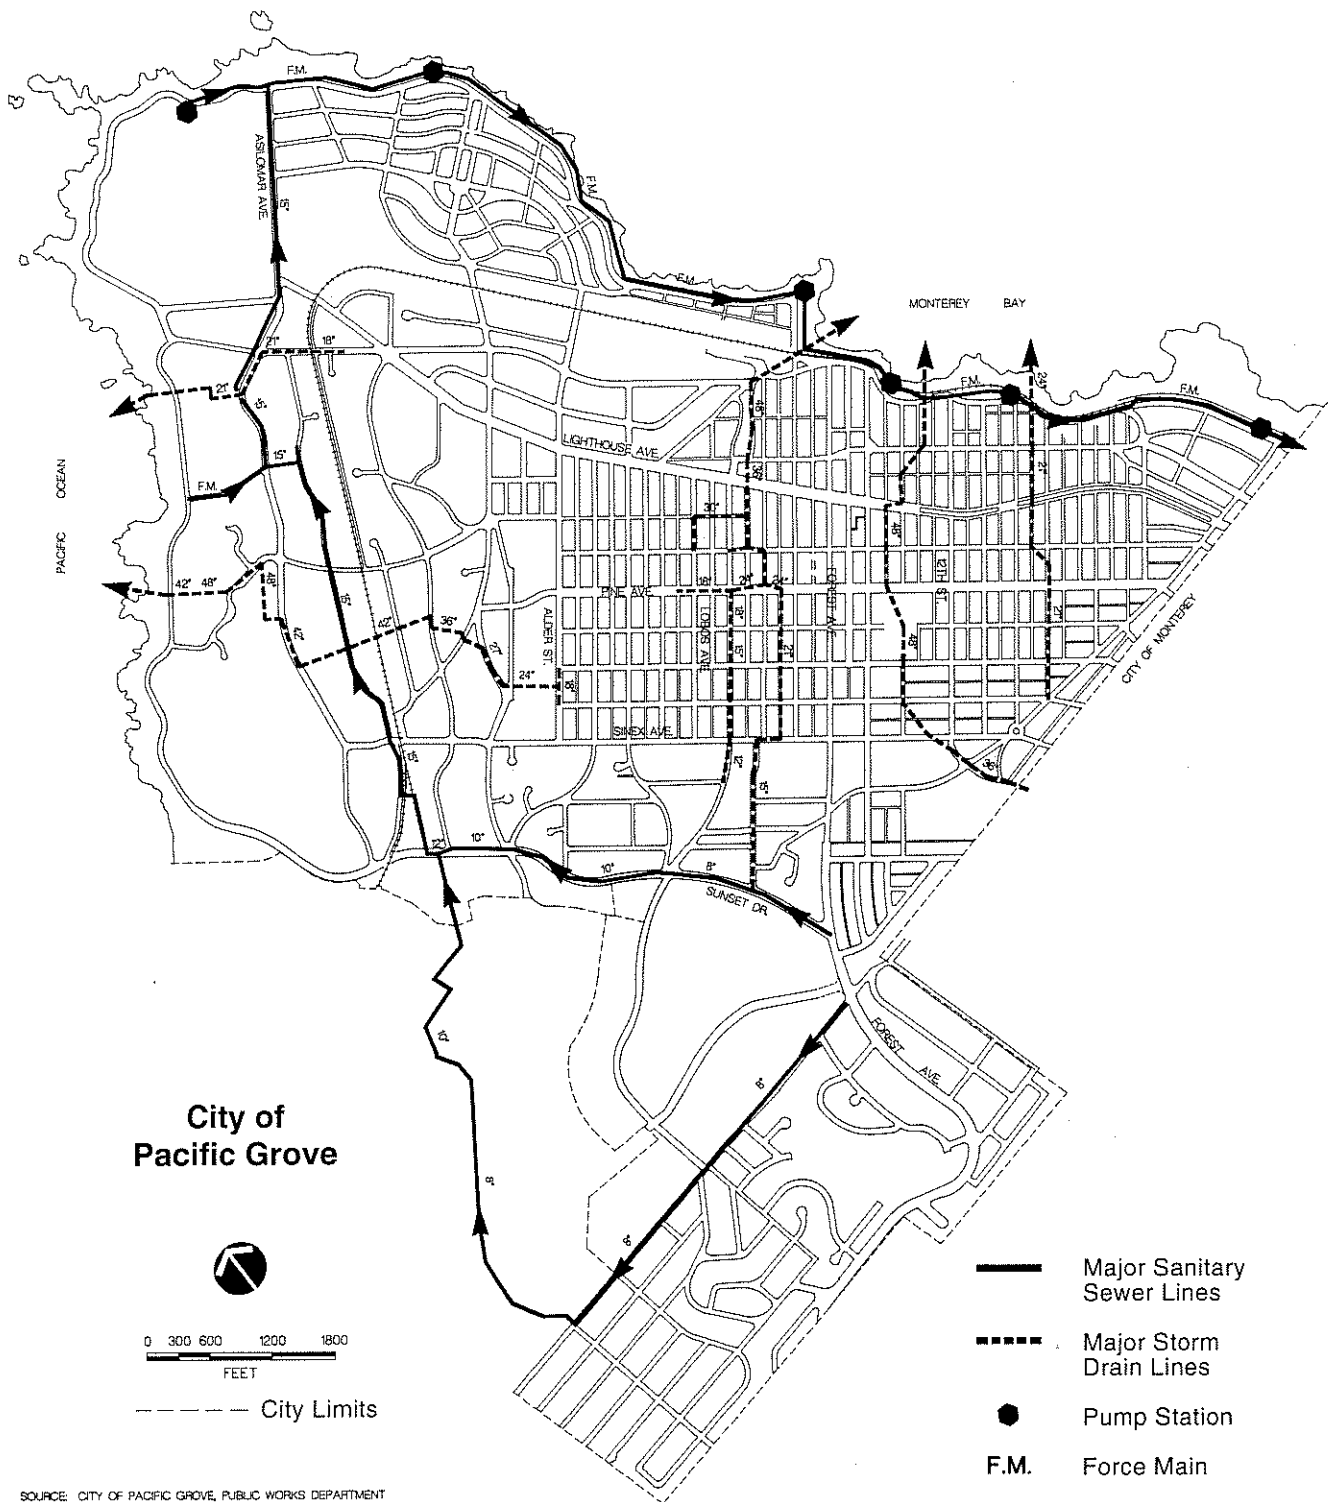 F.M.
ASILOMAR AVE.
15"
F.M.
F.M.
MONTEREY BAY
21"
18"
24"
F.M.
F.M.
21"
15"
48"
LIGHTHOUSE AVE.
15"
36"
21"
PACIFIC OCEAN
F.M.
30"
48"
12TH ST.
42" 48"
48"
15"
PINE AVE.
18"
24"
24"
FOREST AVE.
ALDER ST.
LOBOS AVE.
18"
21"
CITY OF MONTEREY
42"
42"
36"
27"
24"
18"
15"
21"
48"
SINEX AVE.
15"
12"
15"
36"
12"
10"
10"
8"
SUNSET DR.
10"
FOREST AVE.
8"
8"
8"
City of
Pacific Grove
0 300 600 1200 1800
FEET
City Limits
Major Sanitary
Sewer Lines
Major Storm
Drain Lines
Pump Station
F.M. Force Main
SOURCE: CITY OF PACIFIC GROVE, PUBLIC WORKS DEPARTMENT